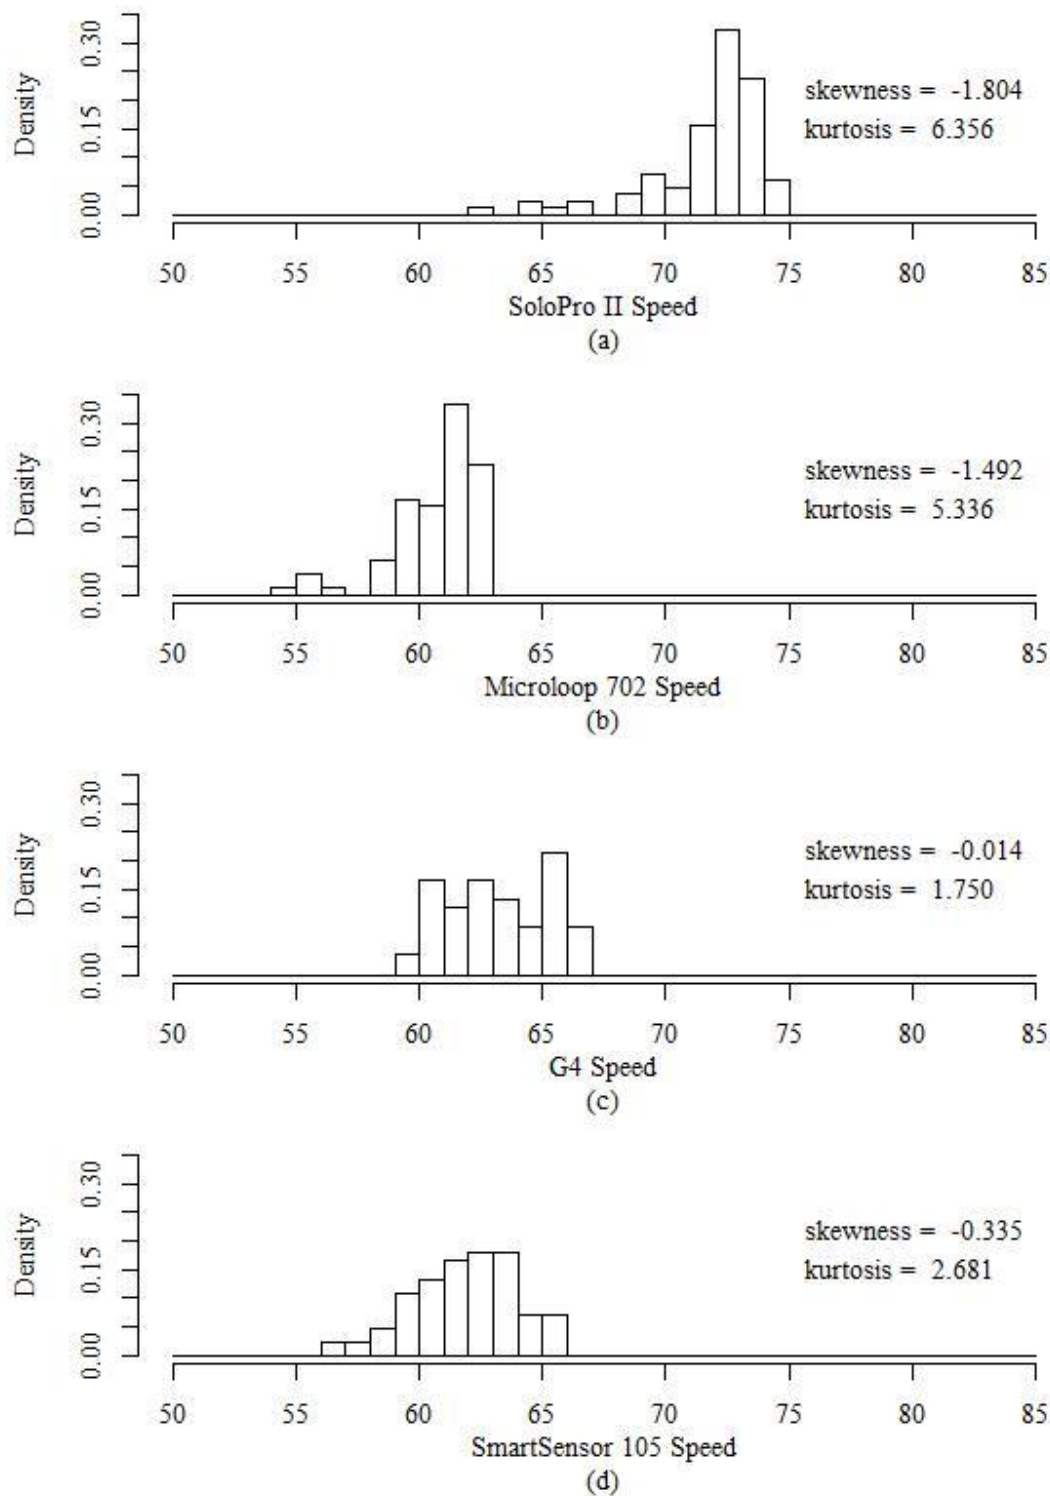 0.30
0.15
0.00
Density
skewness = -1.804
kurtosis = 6.356
50 55 60 65 70 75 80 85
SoloPro II Speed
(a)
0.30
0.15
0.00
Density
skewness = -1.492
kurtosis = 5.336
50 55 60 65 70 75 80 85
Microloop 702 Speed
(b)
0.30
0.15
0.00
Density
skewness = -0.014
kurtosis = 1.750
50 55 60 65 70 75 80 85
G4 Speed
(c)
0.30
0.15
0.00
Density
skewness = -0.335
kurtosis = 2.681
50 55 60 65 70 75 80 85
SmartSensor 105 Speed
(d)